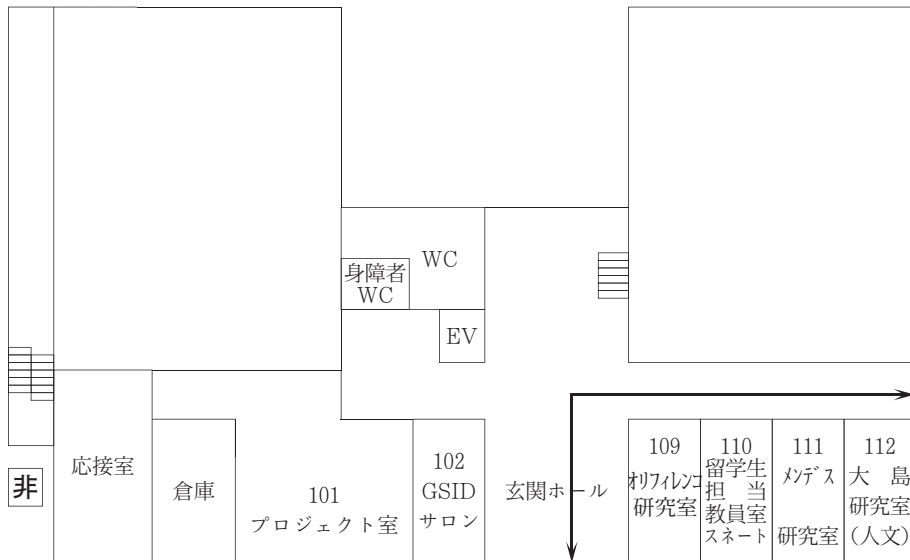 WC
身障者
WC
EV
非
応接室
倉庫
101
プロジェクト室
102
GSID
サロン
玄関ホール
109
オリフィレンコ
研究室
110
留学生
担当
教員室
スネート
111
メンデス
研究室
112
大島
研究室
(人文)